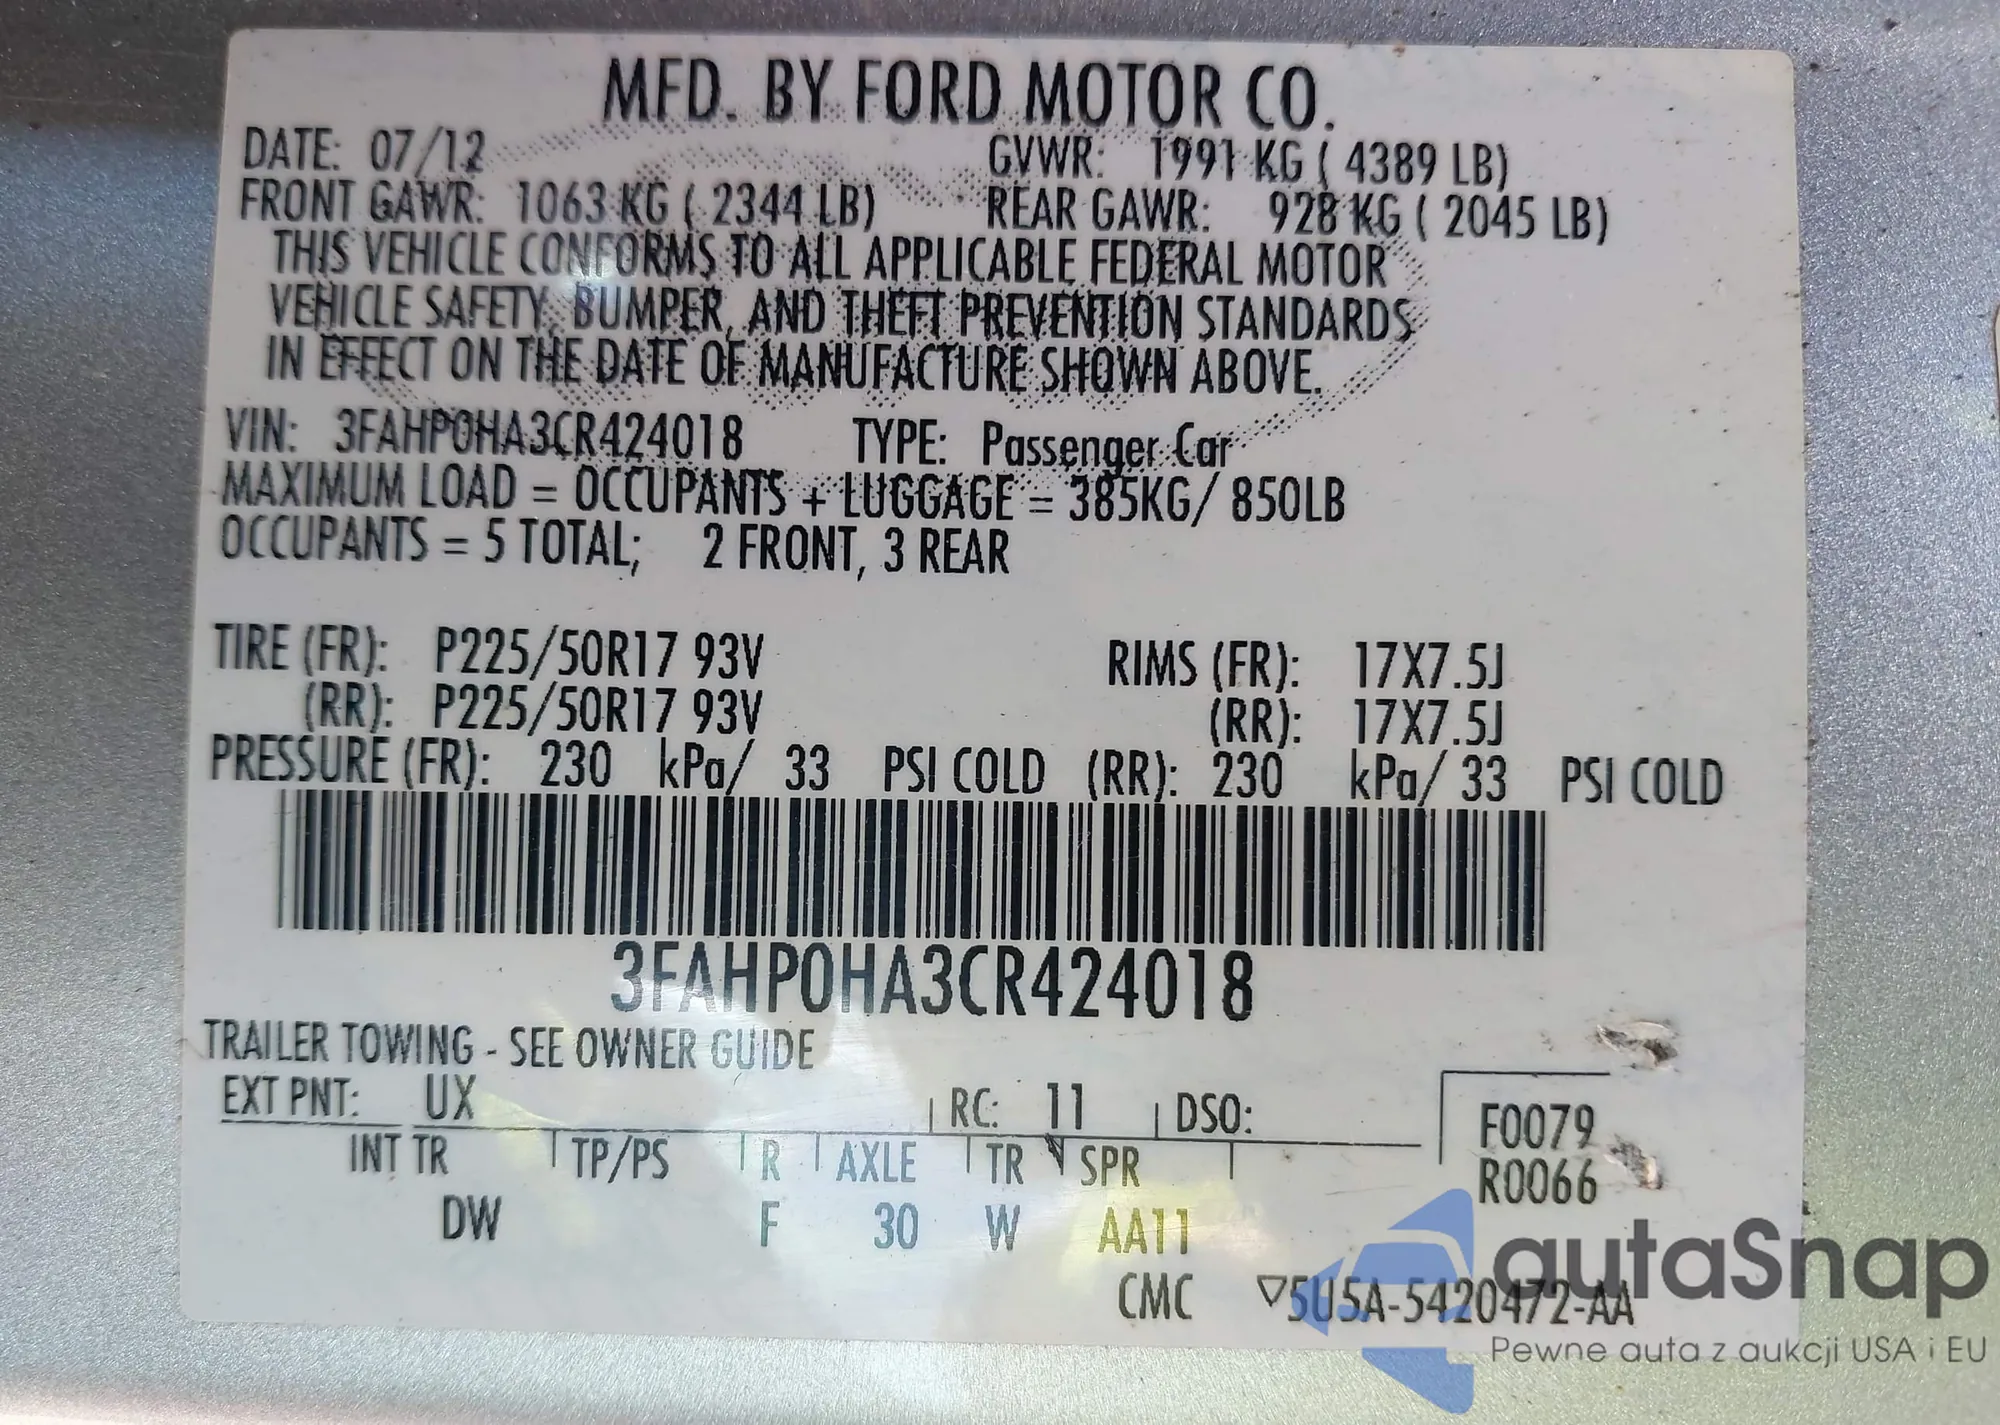 MFD. BY FORD MOTOR CO.
DATE: 07/12 GVWR: 1991 KG ( 4389 LB)
FRONT GAWR: 1063 KG ( 2344 LB) REAR GAWR: 928 KG ( 2045 LB)
THIS VEHICLE CONFORMS TO ALL APPLICABLE FEDERAL MOTOR
VEHICLE SAFETY, BUMPER, AND THEFT PREVENTION STANDARDS
IN EFFECT ON THE DATE OF MANUFACTURE SHOWN ABOVE.
VIN: 3FAHP0HA3CR424018 TYPE: Passenger Car
MAXIMUM LOAD = OCCUPANTS + LUGGAGE = 385KG/ 850LB
OCCUPANTS = 5 TOTAL; 2 FRONT, 3 REAR
TIRE (FR): P225/50R17 93V RIMS (FR): 17X7.5J
(RR): P225/50R17 93V (RR): 17X7.5J
PRESSURE (FR): 230 kPa/ 33 PSI COLD (RR): 230 kPa/ 33 PSI COLD
3FAHP0HA3CR424018
TRAILER TOWING - SEE OWNER GUIDE
EXT PNT: UX RC: 11 DSO:
F0079
INT TR TP/PS R AXLE TR SPR
R0066
DW F 30 W AA11
CMC ▽5U5A-5420472-AA
autaSnap
Pewne auta z aukcji USA i EU